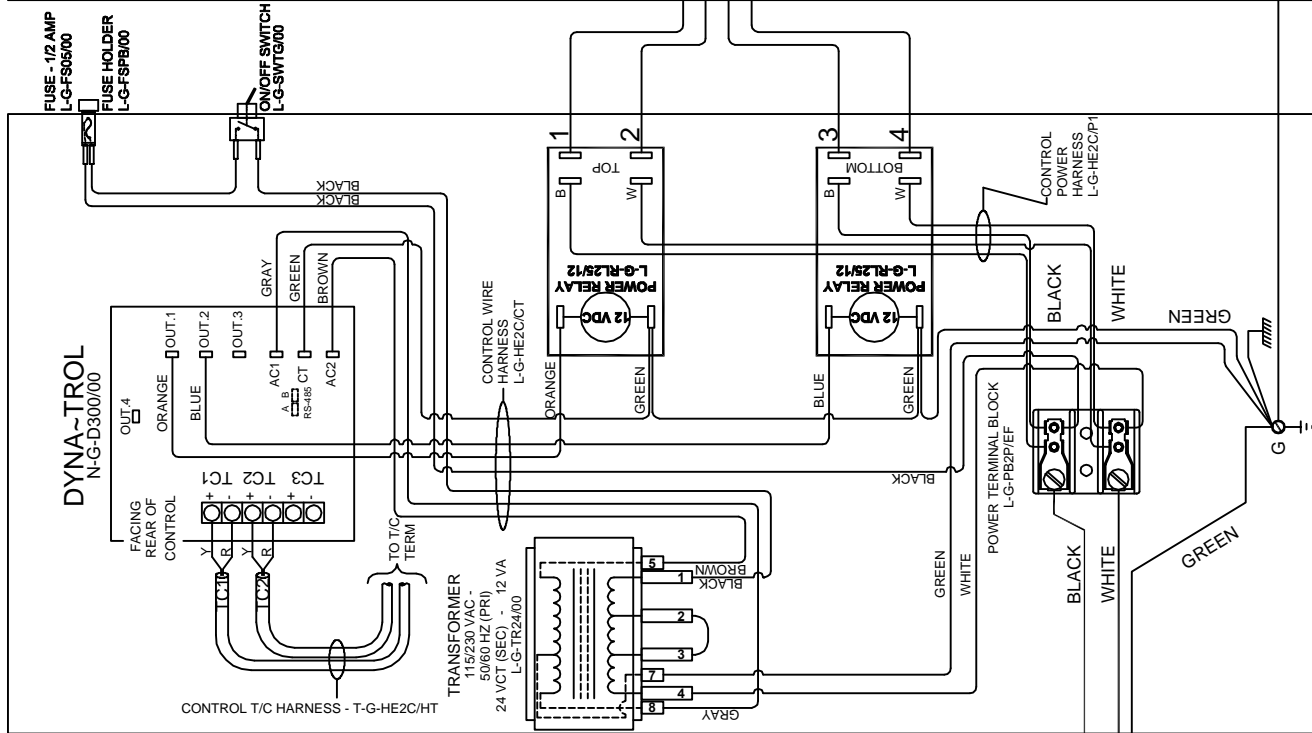 FUSE - 1/2 AMP
L-G-FS05/00
FUSE HOLDER
L-G-FSPB/00
ON/OFF SWITCH
L-G-SWTG/00
BLACK
BLACK
1
2
TOP
B
W
POWER RELAY
L-G-RL25/12
12 VDC
3
4
BOTTOM
B
W
POWER RELAY
L-G-RL25/12
12 VDC
CONTROL
POWER
HARNESS
L-G-HE2C/P1
BLACK
WHITE
GREEN
GRAY
GREEN
BROWN
DYNA~TROL
N-G-D300/00
OUT.1
OUT.2
OUT.3
OUT.4
AC1
CT
AC2
A B
RS-485
ORANGE
BLUE
CONTROL WIRE
HARNESS
L-G-HE2C/CT
ORANGE
GREEN
BLUE
GREEN
TC1
TC2
TC3
+
-
+
-
+
-
FACING
REAR OF
CONTROL
Y
R
Y
R
TC1
TC2
TO T/C
TERM
CONTROL T/C HARNESS - T-G-HE2C/HT
TRANSFORMER
115/230 VAC -
50/60 HZ (PRI)
24 VCT (SEC) - 12 VA
L-G-TR24/00
5
BROWN
1
BLACK
2
3
7
4
8
GRAY
BLACK
GREEN
WHITE
POWER TERMINAL BLOCK
L-G-PB2P/EF
G
BLACK
WHITE
GREEN